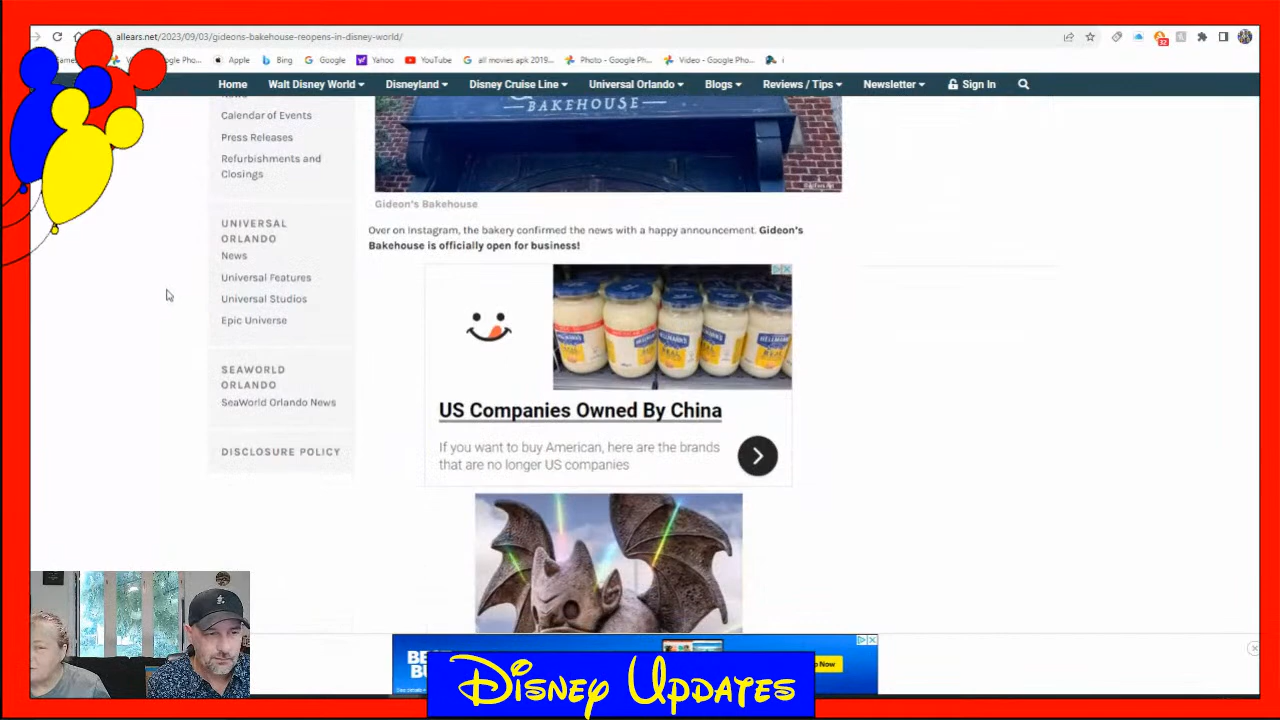 allears.net/2023/09/03/gideons-bakehouse-reopens-in-disney-world/
Apple
Bing
Google
Yahoo
YouTube
all movies apk 2019...
Photo - Google Ph...
Video - Google Pho...
Home
Walt Disney World
Disneyland
Disney Cruise Line
Universal Orlando
Blogs
Reviews / Tips
Newsletter
Sign In
Calendar of Events
Press Releases
Refurbishments and
Closings
UNIVERSAL
ORLANDO
News
Universal Features
Universal Studios
Epic Universe
SEAWORLD
ORLANDO
SeaWorld Orlando News
DISCLOSURE POLICY
BAKEHOUSE
Gideon's Bakehouse
Over on Instagram, the bakery confirmed the news with a happy announcement. Gideon's
Bakehouse is officially open for business!
HELLMANN'S
REAL
US Companies Owned By China
If you want to buy American, here are the brands
that are no longer US companies
Disney Updates